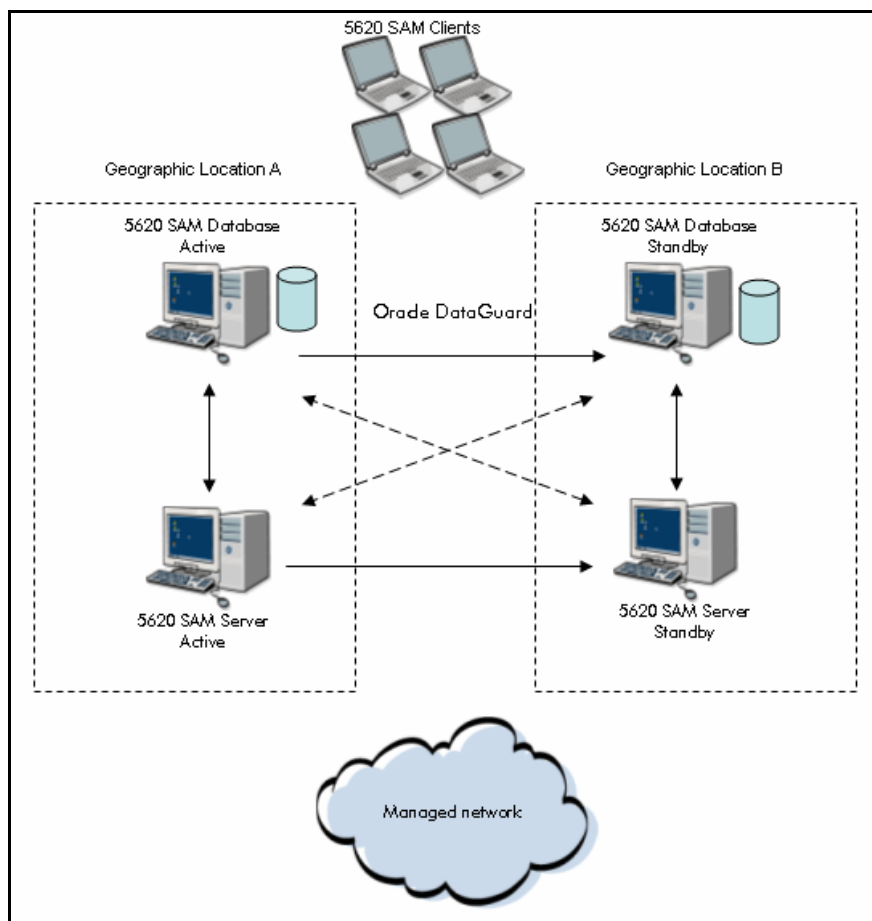 5620 SAM Clients
Geographic Location A
Geographic Location B
5620 SAM Database
Active
5620 SAM Database
Standby
Oracle DataGuard
5620 SAM Server
Active
5620 SAM Server
Standby
Managed network